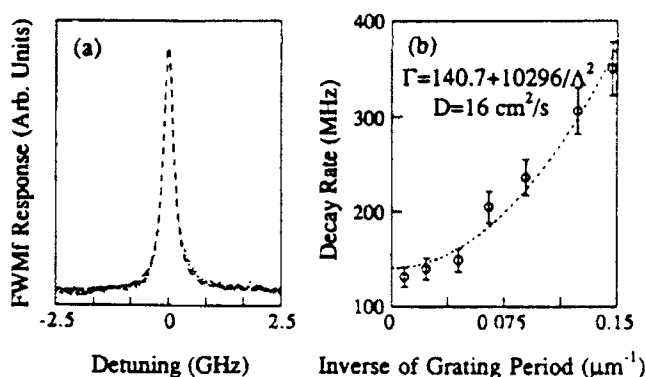 (a)
FWMf Response (Arb. Units)
-2.5
0
2.5
Detuning (GHz)
(b)
Γ=140.7+10296/Λ²
D=16 cm²/s
Decay Rate (MHz)
400
300
200
100
0
0.075
0.15
Inverse of Grating Period (μm⁻¹)